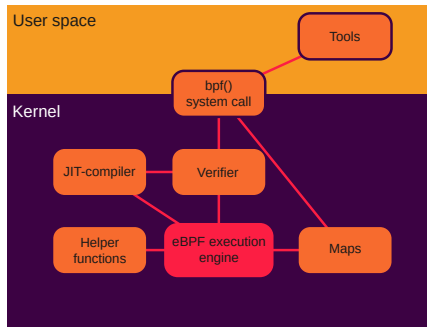 User space
Tools
bpf()
system call
Kernel
JIT-compiler
Verifier
Helper
functions
eBPF execution
engine
Maps